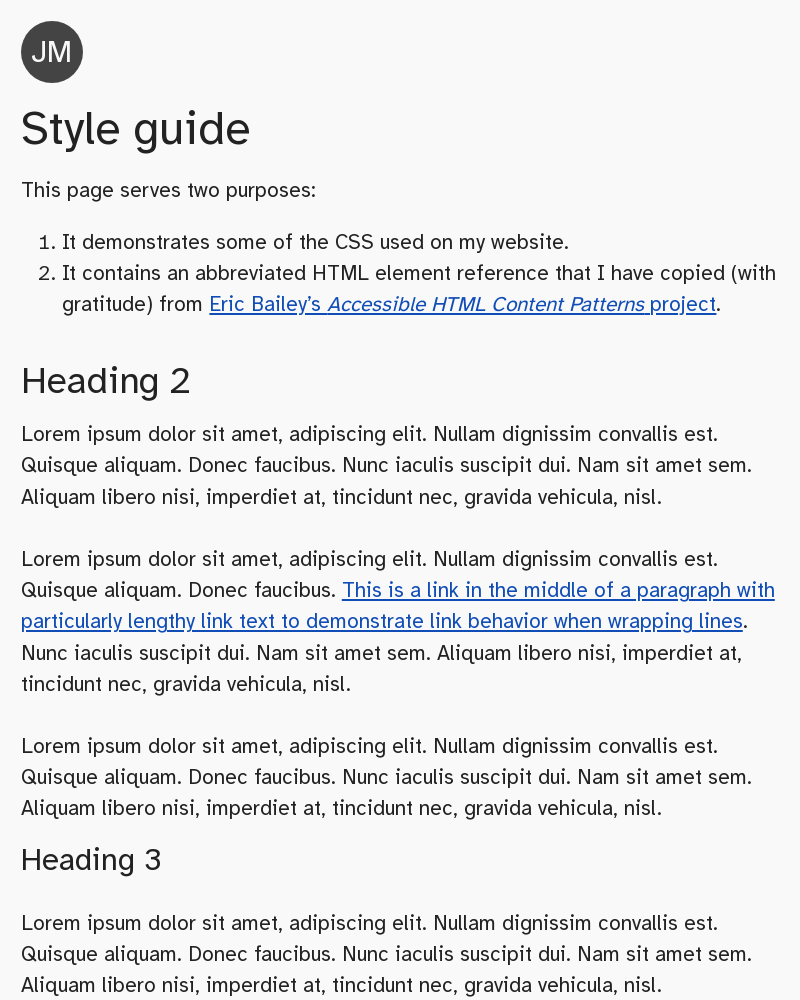 JM
Style guide
This page serves two purposes:
1. It demonstrates some of the CSS used on my website.
2. It contains an abbreviated HTML element reference that I have copied (with
gratitude) from Eric Bailey’s Accessible HTML Content Patterns project.
Heading 2
Lorem ipsum dolor sit amet, adipiscing elit. Nullam dignissim convallis est.
Quisque aliquam. Donec faucibus. Nunc iaculis suscipit dui. Nam sit amet sem.
Aliquam libero nisi, imperdiet at, tincidunt nec, gravida vehicula, nisl.
Lorem ipsum dolor sit amet, adipiscing elit. Nullam dignissim convallis est.
Quisque aliquam. Donec faucibus. This is a link in the middle of a paragraph with
particularly lengthy link text to demonstrate link behavior when wrapping lines.
Nunc iaculis suscipit dui. Nam sit amet sem. Aliquam libero nisi, imperdiet at,
tincidunt nec, gravida vehicula, nisl.
Lorem ipsum dolor sit amet, adipiscing elit. Nullam dignissim convallis est.
Quisque aliquam. Donec faucibus. Nunc iaculis suscipit dui. Nam sit amet sem.
Aliquam libero nisi, imperdiet at, tincidunt nec, gravida vehicula, nisl.
Heading 3
Lorem ipsum dolor sit amet, adipiscing elit. Nullam dignissim convallis est.
Quisque aliquam. Donec faucibus. Nunc iaculis suscipit dui. Nam sit amet sem.
Aliquam libero nisi, imperdiet at, tincidunt nec, gravida vehicula, nisl.